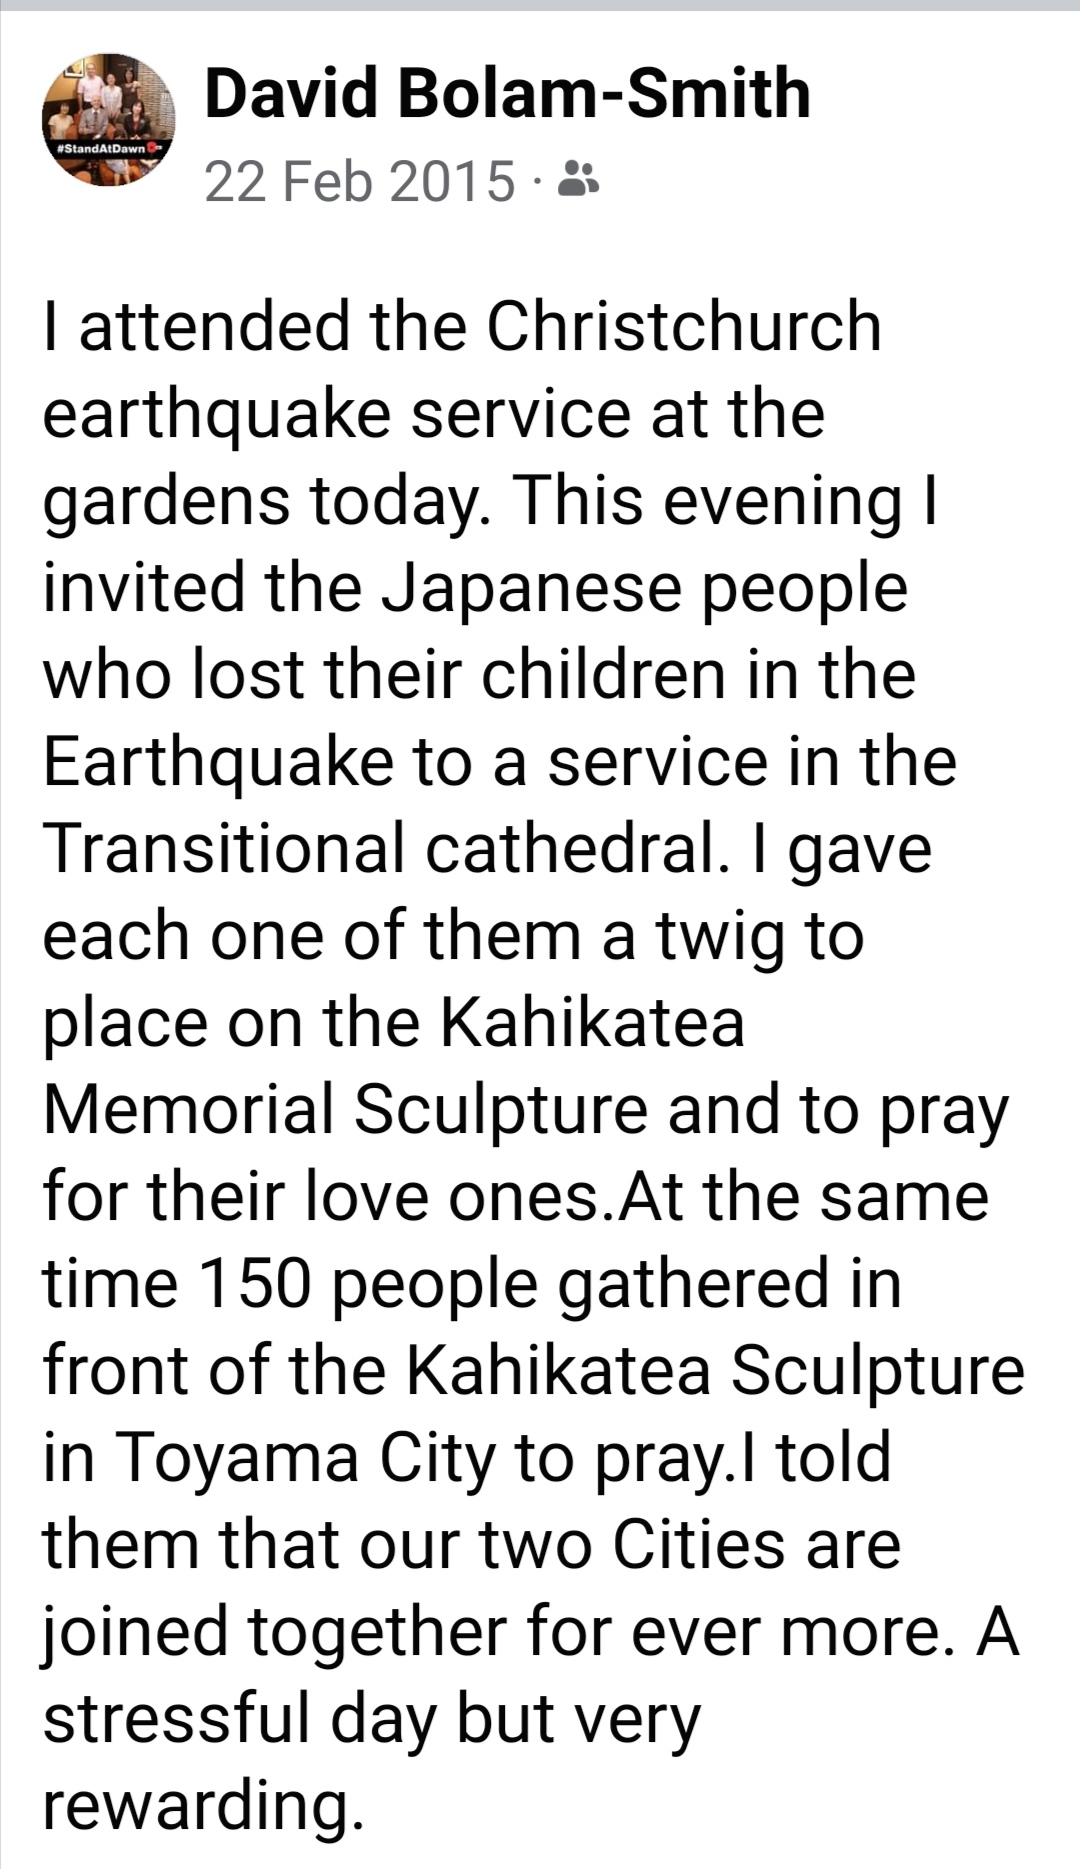 David Bolam-Smith
22 Feb 2015 ·
#StandAtDawn
I attended the Christchurch
earthquake service at the
gardens today. This evening I
invited the Japanese people
who lost their children in the
Earthquake to a service in the
Transitional cathedral. I gave
each one of them a twig to
place on the Kahikatea
Memorial Sculpture and to pray
for their love ones.At the same
time 150 people gathered in
front of the Kahikatea Sculpture
in Toyama City to pray.I told
them that our two Cities are
joined together for ever more. A
stressful day but very
rewarding.